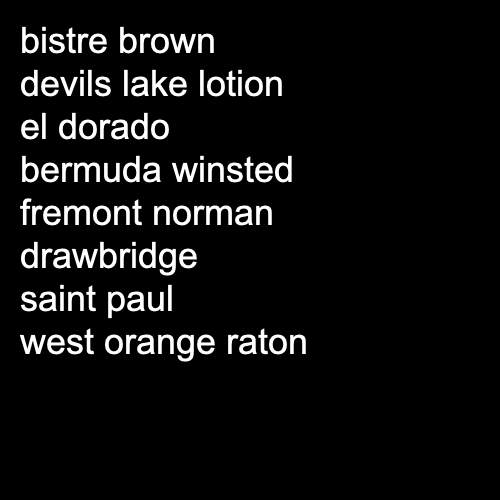 bistre brown
devils lake lotion
el dorado
bermuda winsted
fremont norman
drawbridge
saint paul
west orange raton